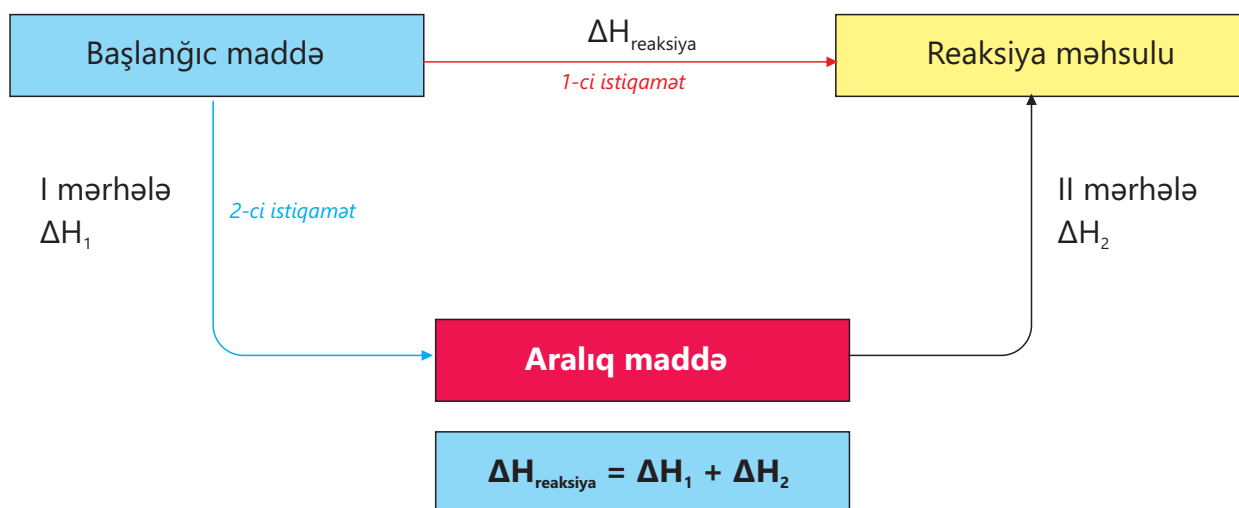 Başlanğıc maddə
ΔHreaksiya
1-ci istiqamət
Reaksiya məhsulu
I mərhələ
ΔH₁
2-ci istiqamət
II mərhələ
ΔH₂
Aralıq maddə
ΔHreaksiya = ΔH₁ + ΔH₂